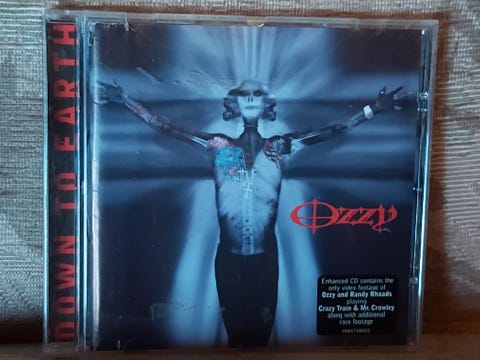 DOWN TO EARTH
Ozzy
Enhanced CD contains the
only video footage of
Ozzy and Randy Rhoads
playing
Crazy Train & Mr. Crowley
along with additional
rare footage